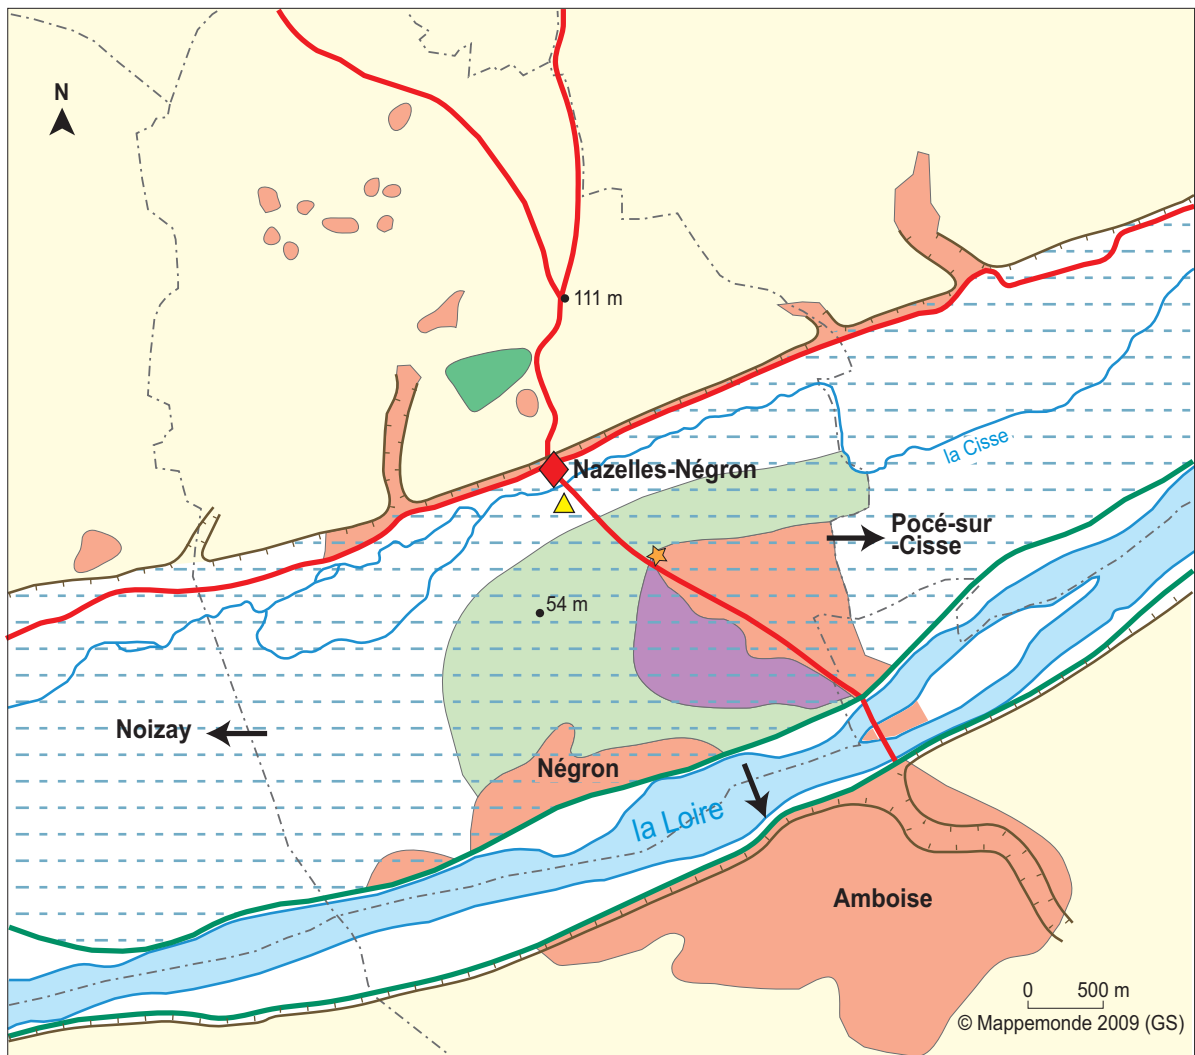 N
111 m
la Cisse
Nazelles-Négron
Pocé-sur
-Cisse
54 m
Noizay
Négron
la Loire
Amboise
0 500 m
© Mappemonde 2009 (GS)